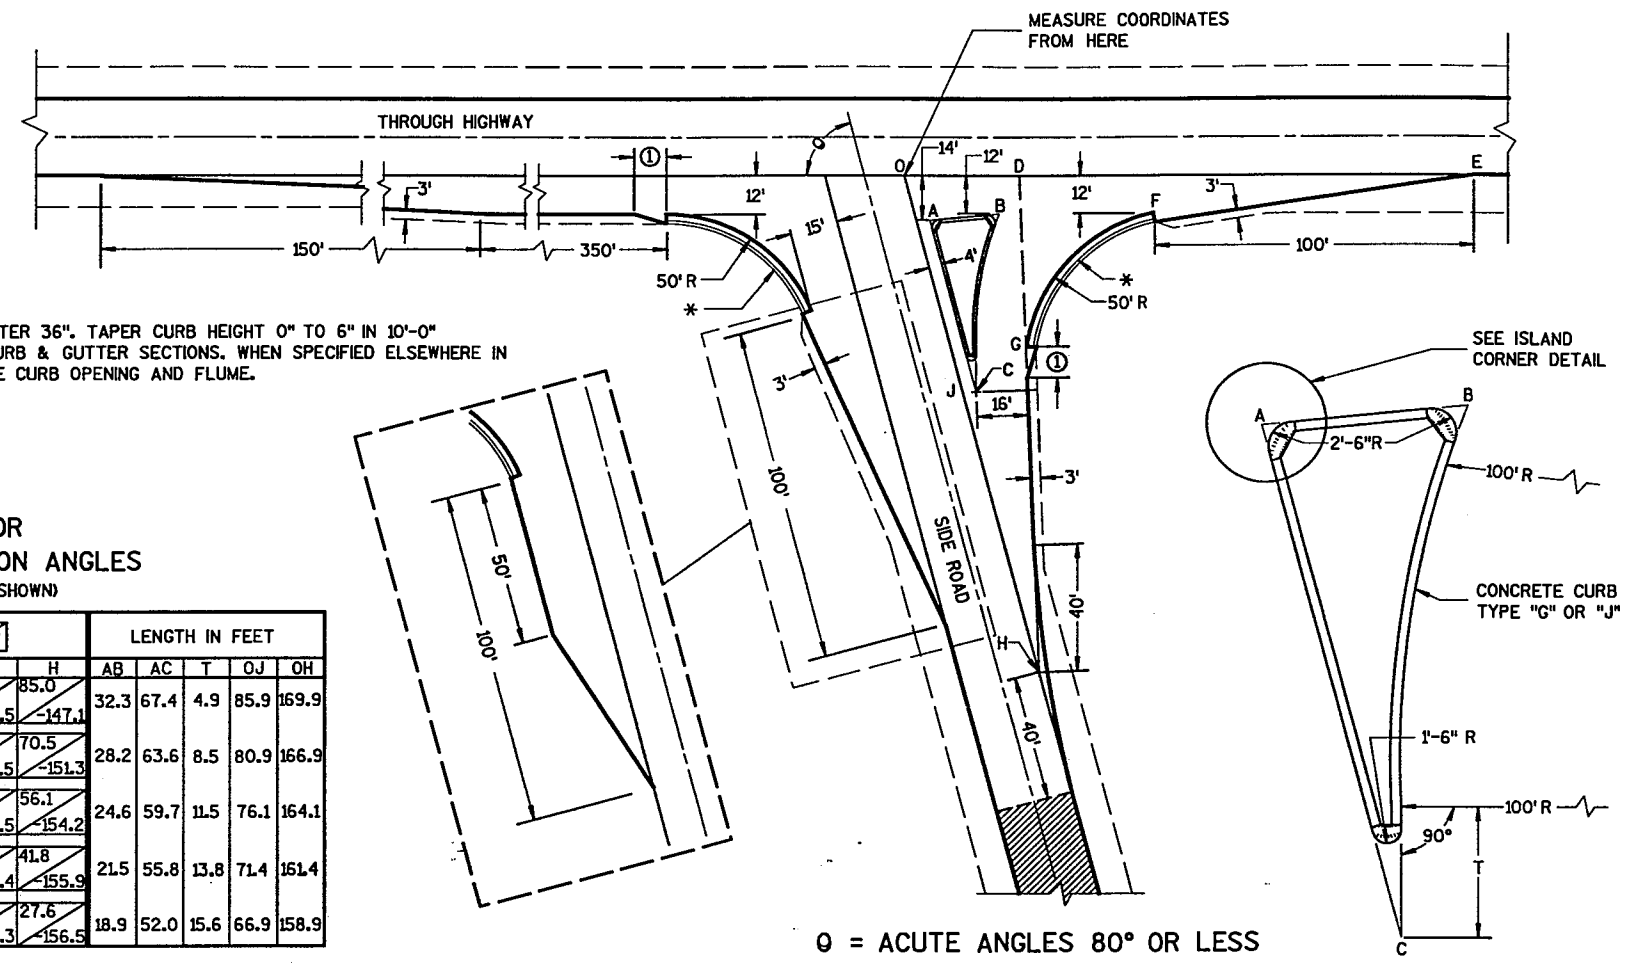 MEASURE COORDINATES
FROM HERE
THROUGH HIGHWAY
①
θ
O
14'
12'
D
E
3'
12'
A
B
12'
F
3'
15'
150'
350'
50' R
*
4'
*
50' R
100'
TER 36". TAPER CURB HEIGHT 0" TO 6" IN 10'-0"
URB & GUTTER SECTIONS. WHEN SPECIFIED ELSEWHERE IN
E CURB OPENING AND FLUME.
G
①
C
J
16'
3'
3'
100'
SIDE ROAD
40'
H
40'
50'
100'
SEE ISLAND
CORNER DETAIL
A
B
2'-6"R
100' R
CONCRETE CURB
TYPE "G" OR "J"
1'-6" R
100' R
90°
T
C
OR
ON ANGLES
SHOWN)
LENGTH IN FEET
H AB AC T OJ OH
.5 85.0 -147.1 32.3 67.4 4.9 85.9 169.9
.5 70.5 -151.3 28.2 63.6 8.5 80.9 166.9
.5 56.1 -154.2 24.6 59.7 11.5 76.1 164.1
.4 41.8 -155.9 21.5 55.8 13.8 71.4 161.4
.3 27.6 -156.5 18.9 52.0 15.6 66.9 158.9
θ = ACUTE ANGLES 80° OR LESS